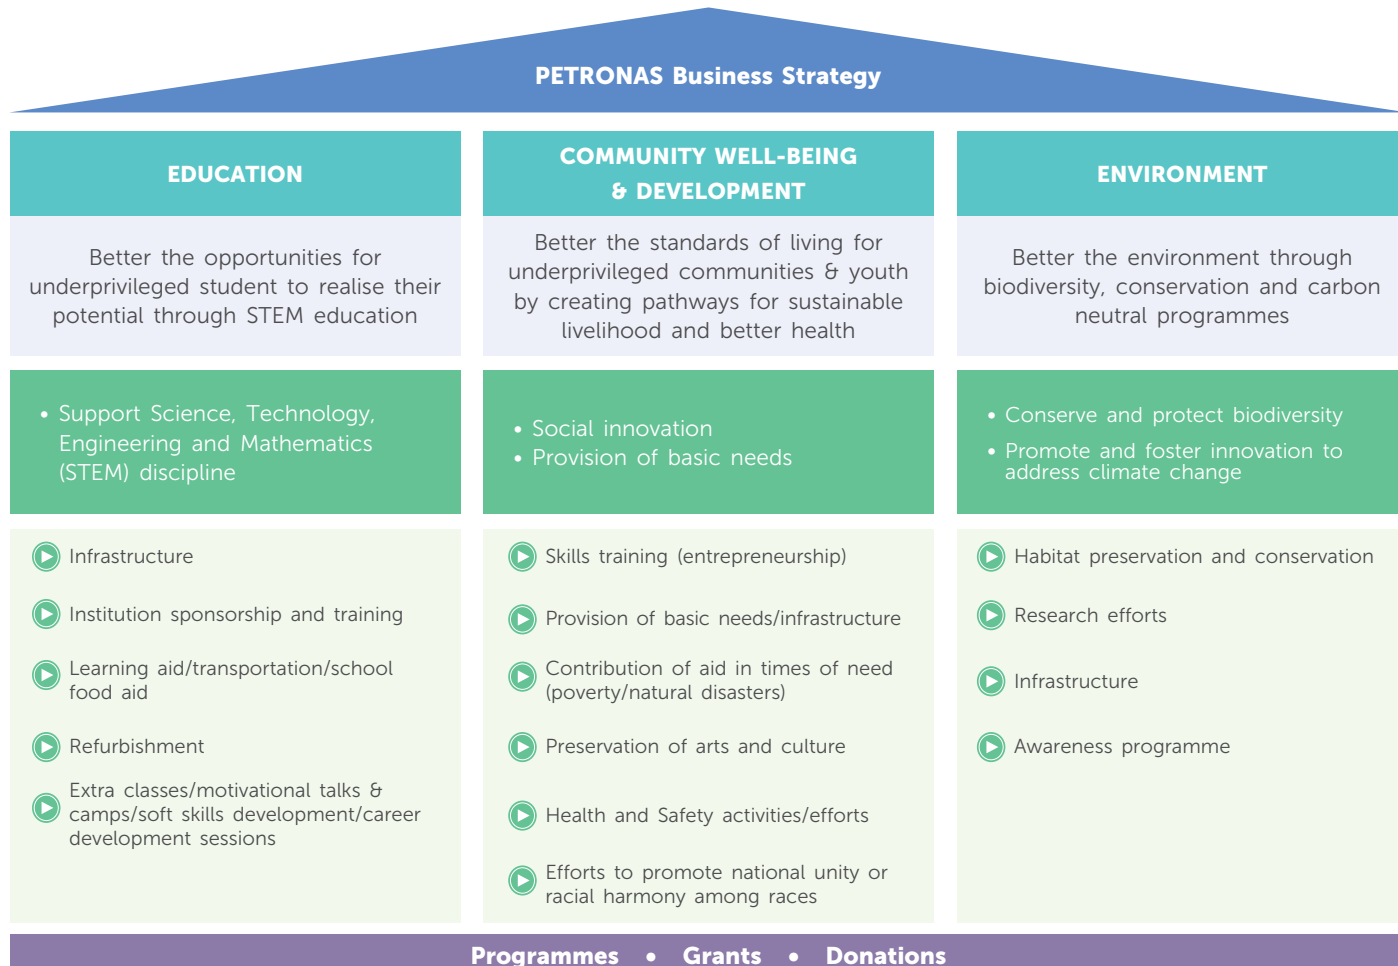 PETRONAS Business Strategy
EDUCATION
Better the opportunities for
underprivileged student to realise their
potential through STEM education
• Support Science, Technology,
Engineering and Mathematics
(STEM) discipline
Infrastructure
Institution sponsorship and training
Learning aid/transportation/school
food aid
Refurbishment
Extra classes/motivational talks &
camps/soft skills development/career
development sessions
COMMUNITY WELL-BEING
& DEVELOPMENT
Better the standards of living for
underprivileged communities & youth
by creating pathways for sustainable
livelihood and better health
• Social innovation
• Provision of basic needs
Skills training (entrepreneurship)
Provision of basic needs/infrastructure
Contribution of aid in times of need
(poverty/natural disasters)
Preservation of arts and culture
Health and Safety activities/efforts
Efforts to promote national unity or
racial harmony among races
ENVIRONMENT
Better the environment through
biodiversity, conservation and carbon
neutral programmes
• Conserve and protect biodiversity
• Promote and foster innovation to
address climate change
Habitat preservation and conservation
Research efforts
Infrastructure
Awareness programme
Programmes • Grants • Donations